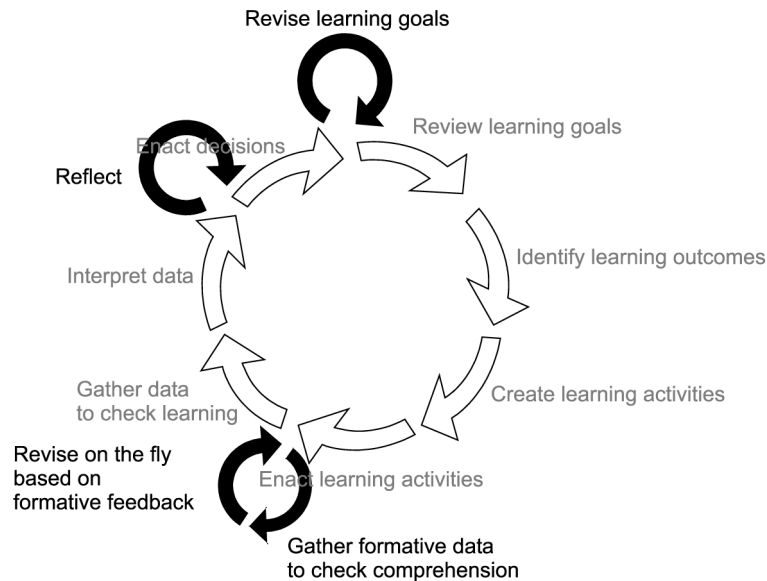 Revise learning goals
Review learning goals
Enact decisions
Reflect
Identify learning outcomes
Interpret data
Create learning activities
Gather data
to check learning
Revise on the fly
based on
formative feedback
Enact learning activities
Gather formative data
to check comprehension